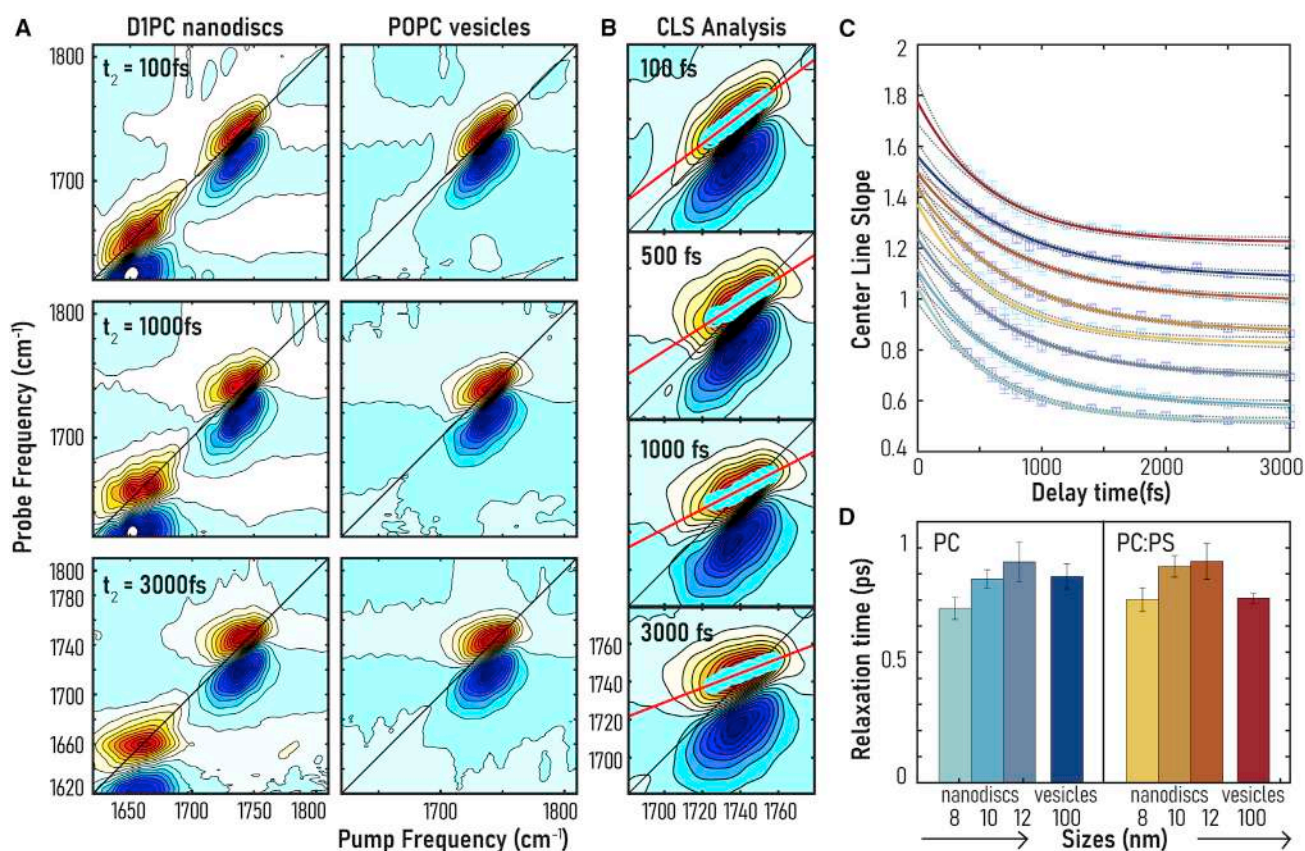 A
D1PC nanodiscs
POPC vesicles
t₂ = 100fs
1800
1700
t₂ = 1000fs
1800
1700
t₂ = 3000fs
1800
1780
1740
1700
1660
1620
1650 1700 1750 1800
1700 1800
Probe Frequency (cm⁻¹)
Pump Frequency (cm⁻¹)
B
CLS Analysis
100 fs
500 fs
1000 fs
3000 fs
1760
1740
1720
1700
1700 1720 1740 1760
C
Center Line Slope
2
1.8
1.6
1.4
1.2
1
0.8
0.6
0.4
0 1000 2000 3000
Delay time(fs)
D
PC
PC:PS
Relaxation time (ps)
1
0.5
0
nanodiscs vesicles nanodiscs vesicles
8 10 12 100 8 10 12 100
Sizes (nm)